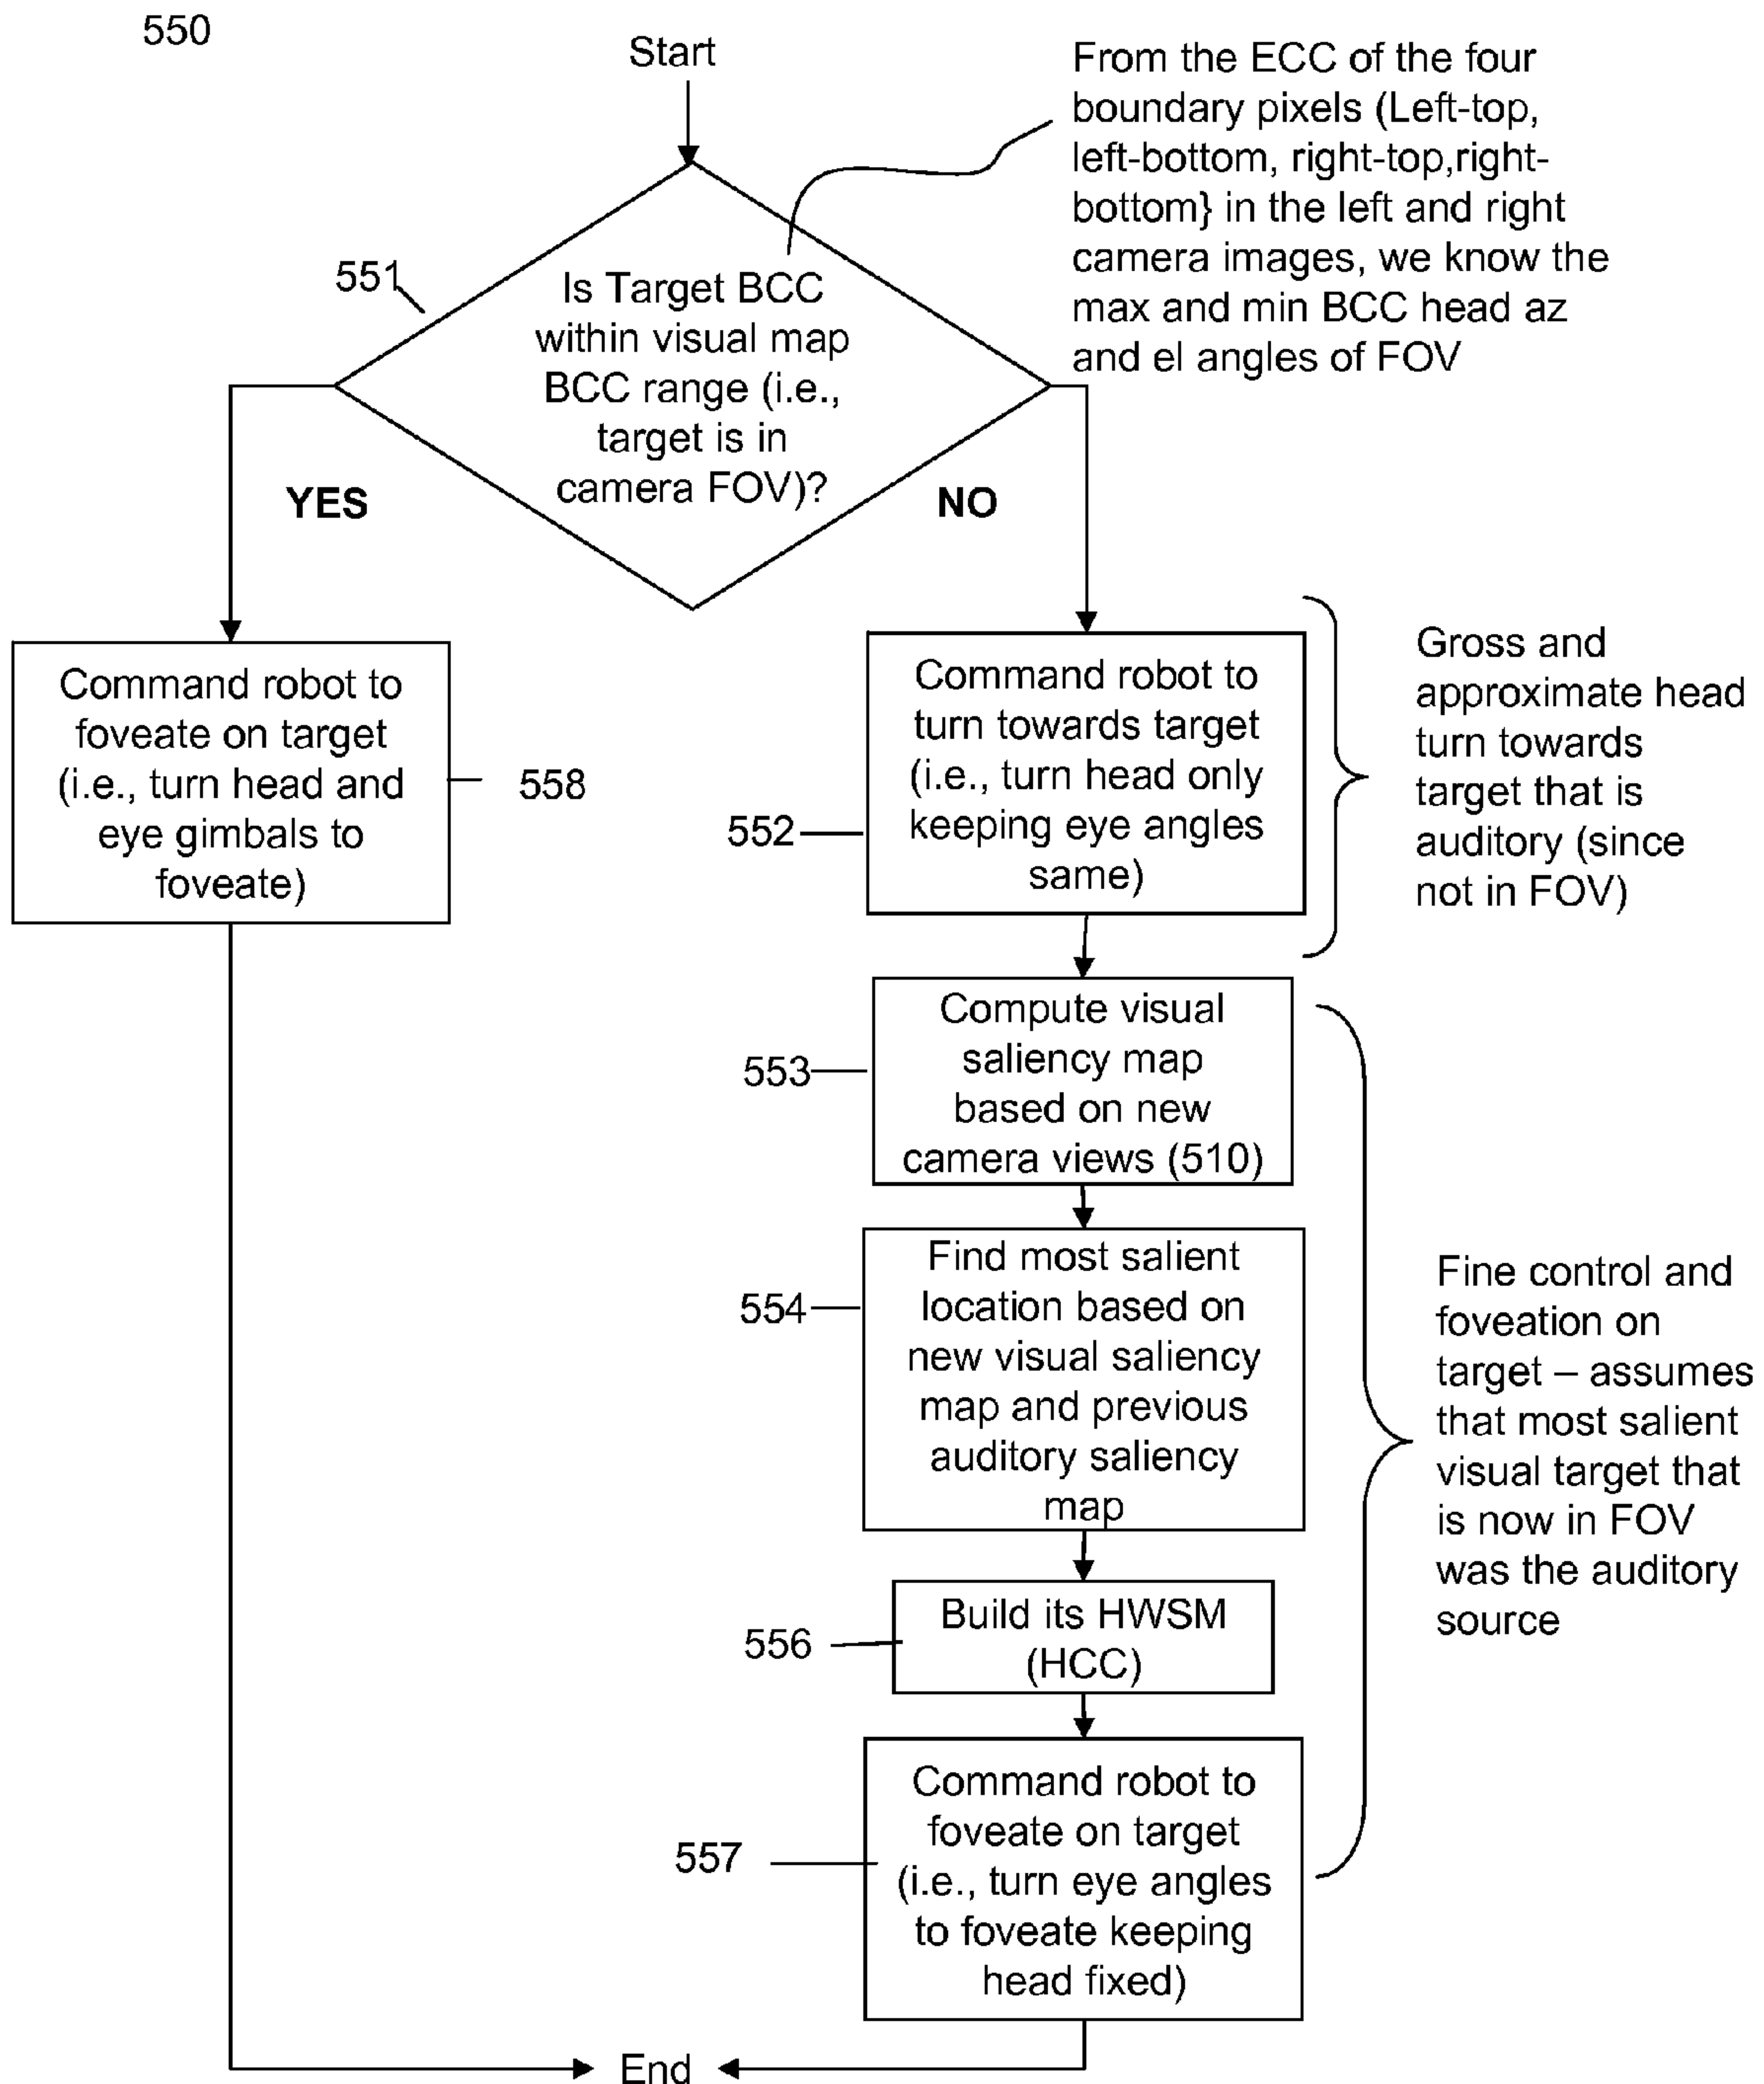 550
Start
From the ECC of the four
boundary pixels (Left-top,
left-bottom, right-top,right-
bottom} in the left and right
camera images, we know the
max and min BCC head az
and el angles of FOV
551
Is Target BCC
within visual map
BCC range (i.e.,
target is in
camera FOV)?
YES
NO
Command robot to
foveate on target
(i.e., turn head and
eye gimbals to
foveate)
558
552
Command robot to
turn towards target
(i.e., turn head only
keeping eye angles
same)
Gross and
approximate head
turn towards
target that is
auditory (since
not in FOV)
553
Compute visual
saliency map
based on new
camera views (510)
554
Find most salient
location based on
new visual saliency
map and previous
auditory saliency
map
Fine control and
foveation on
target – assumes
that most salient
visual target that
is now in FOV
was the auditory
source
556
Build its HWSM
(HCC)
557
Command robot to
foveate on target
(i.e., turn eye angles
to foveate keeping
head fixed)
End